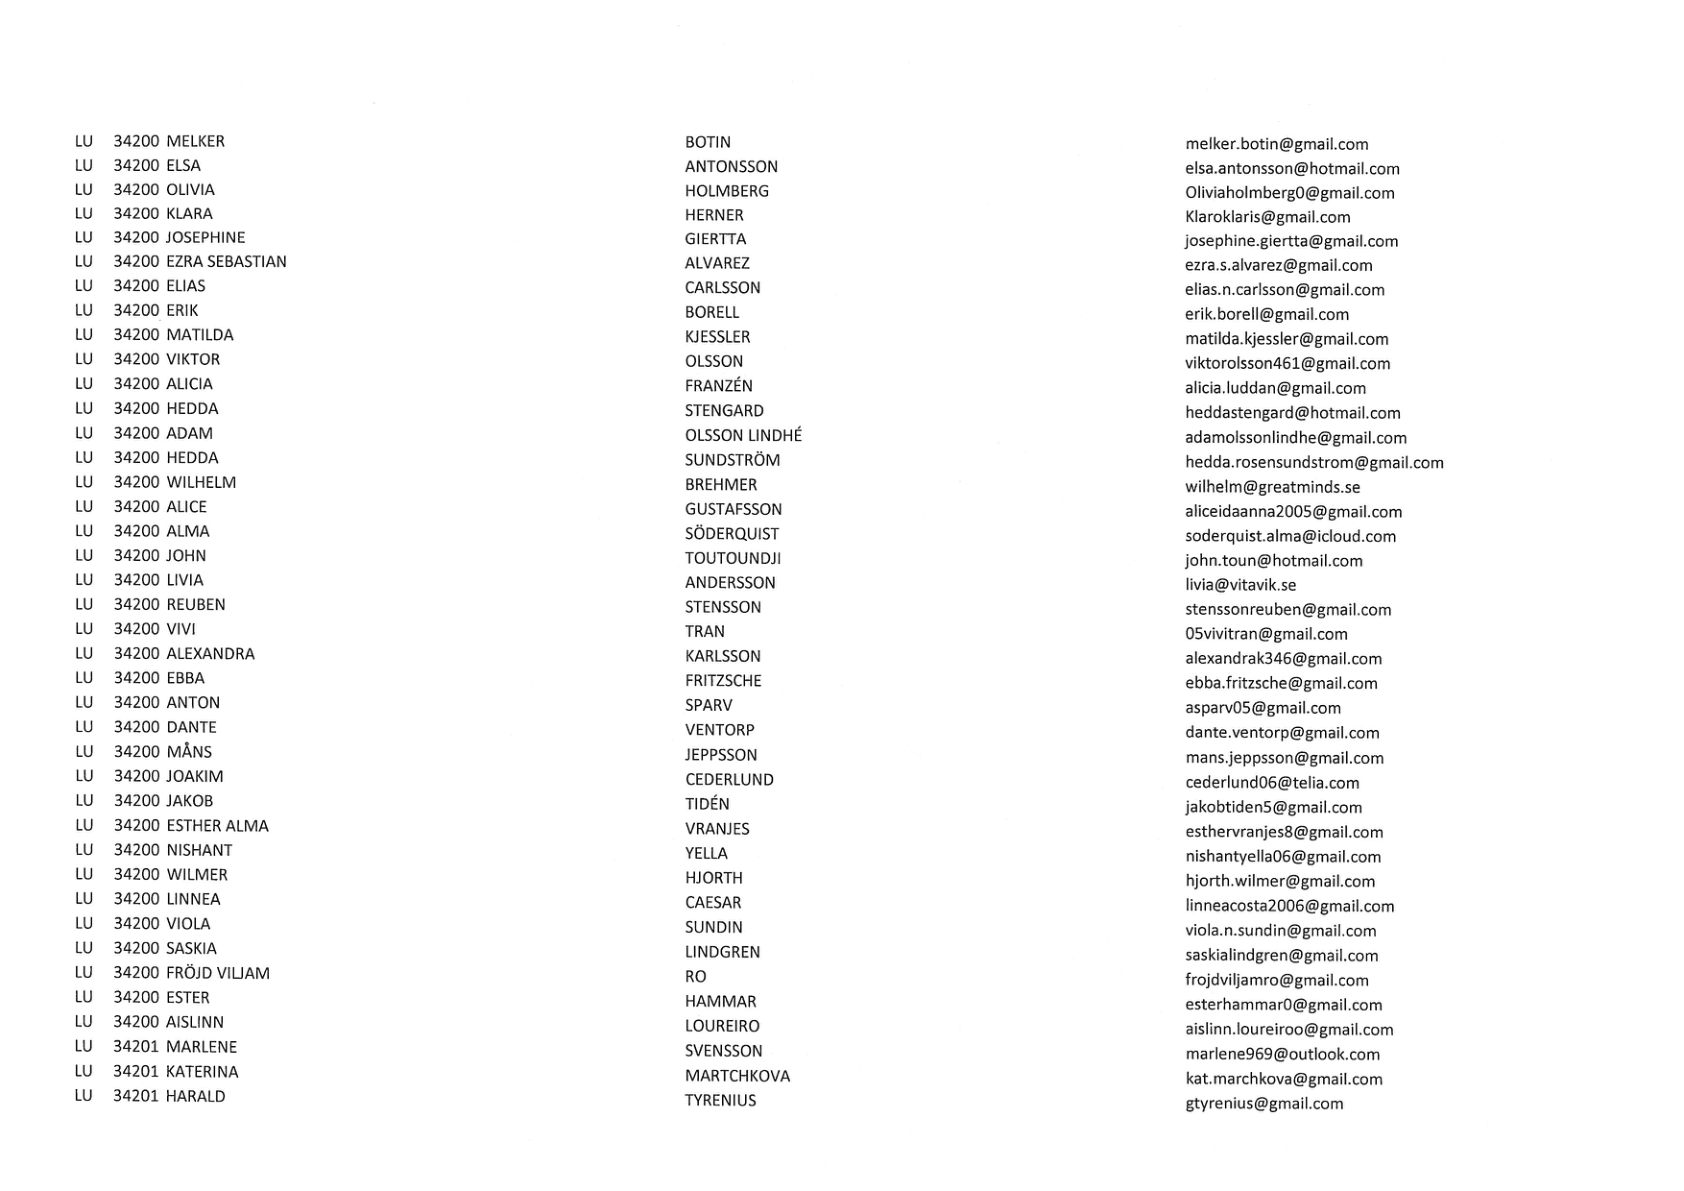 LU 34200 MELKER BOTIN melker.botin@gmail.com
LU 34200 ELSA ANTONSSON elsa.antonsson@hotmail.com
LU 34200 OLIVIA HOLMBERG Oliviaholmberg0@gmail.com
LU 34200 KLARA HERNER Klaroklaris@gmail.com
LU 34200 JOSEPHINE GIERTTA josephine.giertta@gmail.com
LU 34200 EZRA SEBASTIAN ALVAREZ ezra.s.alvarez@gmail.com
LU 34200 ELIAS CARLSSON elias.n.carlsson@gmail.com
LU 34200 ERIK BORELL erik.borell@gmail.com
LU 34200 MATILDA KJESSLER matilda.kjessler@gmail.com
LU 34200 VIKTOR OLSSON viktorolsson461@gmail.com
LU 34200 ALICIA FRANZÉN alicia.luddan@gmail.com
LU 34200 HEDDA STENGARD heddastengard@hotmail.com
LU 34200 ADAM OLSSON LINDHÉ adamolssonlindhe@gmail.com
LU 34200 HEDDA SUNDSTRÖM hedda.rosensundstrom@gmail.com
LU 34200 WILHELM BREHMER wilhelm@greatminds.se
LU 34200 ALICE GUSTAFSSON aliceidaanna2005@gmail.com
LU 34200 ALMA SÖDERQUIST soderquist.alma@icloud.com
LU 34200 JOHN TOUTOUNDJI john.toun@hotmail.com
LU 34200 LIVIA ANDERSSON livia@vitavik.se
LU 34200 REUBEN STENSSON stenssonreuben@gmail.com
LU 34200 VIVI TRAN 05vivitran@gmail.com
LU 34200 ALEXANDRA KARLSSON alexandrak346@gmail.com
LU 34200 EBBA FRITZSCHE ebba.fritzsche@gmail.com
LU 34200 ANTON SPARV asparv05@gmail.com
LU 34200 DANTE VENTORP dante.ventorp@gmail.com
LU 34200 MÅNS JEPPSSON mans.jeppsson@gmail.com
LU 34200 JOAKIM CEDERLUND cederlund06@telia.com
LU 34200 JAKOB TIDÉN jakobtiden5@gmail.com
LU 34200 ESTHER ALMA VRANJES esthervranjes8@gmail.com
LU 34200 NISHANT YELLA nishantyella06@gmail.com
LU 34200 WILMER HJORTH hjorth.wilmer@gmail.com
LU 34200 LINNEA CAESAR linneacosta2006@gmail.com
LU 34200 VIOLA SUNDIN viola.n.sundin@gmail.com
LU 34200 SASKIA LINDGREN saskialindgren@gmail.com
LU 34200 FRÖJD VILJAM RO frojdviljamro@gmail.com
LU 34200 ESTER HAMMAR esterhammar0@gmail.com
LU 34200 AISLINN LOUREIRO aislinn.loureiroo@gmail.com
LU 34201 MARLENE SVENSSON marlene969@outlook.com
LU 34201 KATERINA MARTCHKOVA kat.marchkova@gmail.com
LU 34201 HARALD TYRENIUS gtyrenius@gmail.com